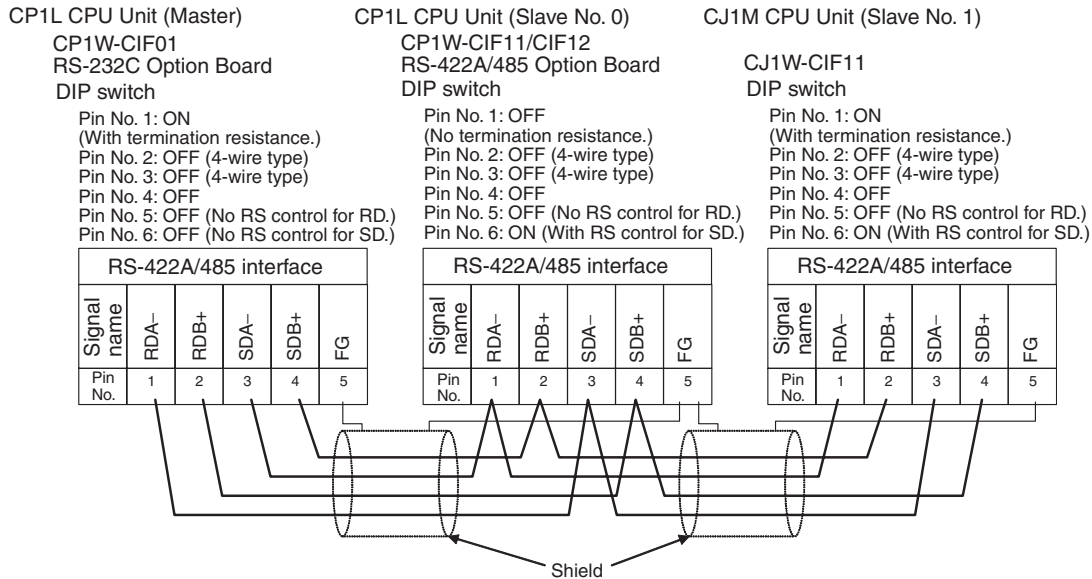 CP1L CPU Unit (Master)
CP1W-CIF01
RS-232C Option Board
DIP switch
Pin No. 1: ON
(With termination resistance.)
Pin No. 2: OFF (4-wire type)
Pin No. 3: OFF (4-wire type)
Pin No. 4: OFF
Pin No. 5: OFF (No RS control for RD.)
Pin No. 6: OFF (No RS control for SD.)
RS-422A/485 interface
Signal name RDA− RDB+ SDA− SDB+ FG
Pin No. 1 2 3 4 5
CP1L CPU Unit (Slave No. 0)
CP1W-CIF11/CIF12
RS-422A/485 Option Board
DIP switch
Pin No. 1: OFF
(No termination resistance.)
Pin No. 2: OFF (4-wire type)
Pin No. 3: OFF (4-wire type)
Pin No. 4: OFF
Pin No. 5: OFF (No RS control for RD.)
Pin No. 6: ON (With RS control for SD.)
RS-422A/485 interface
Signal name RDA− RDB+ SDA− SDB+ FG
Pin No. 1 2 3 4 5
CJ1M CPU Unit (Slave No. 1)
CJ1W-CIF11
DIP switch
Pin No. 1: ON
(With termination resistance.)
Pin No. 2: OFF (4-wire type)
Pin No. 3: OFF (4-wire type)
Pin No. 4: OFF
Pin No. 5: OFF (No RS control for RD.)
Pin No. 6: ON (With RS control for SD.)
RS-422A/485 interface
Signal name RDA− RDB+ SDA− SDB+ FG
Pin No. 1 2 3 4 5
Shield